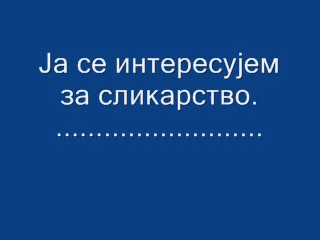 Ја се интересујем
за сликарство.
..........................